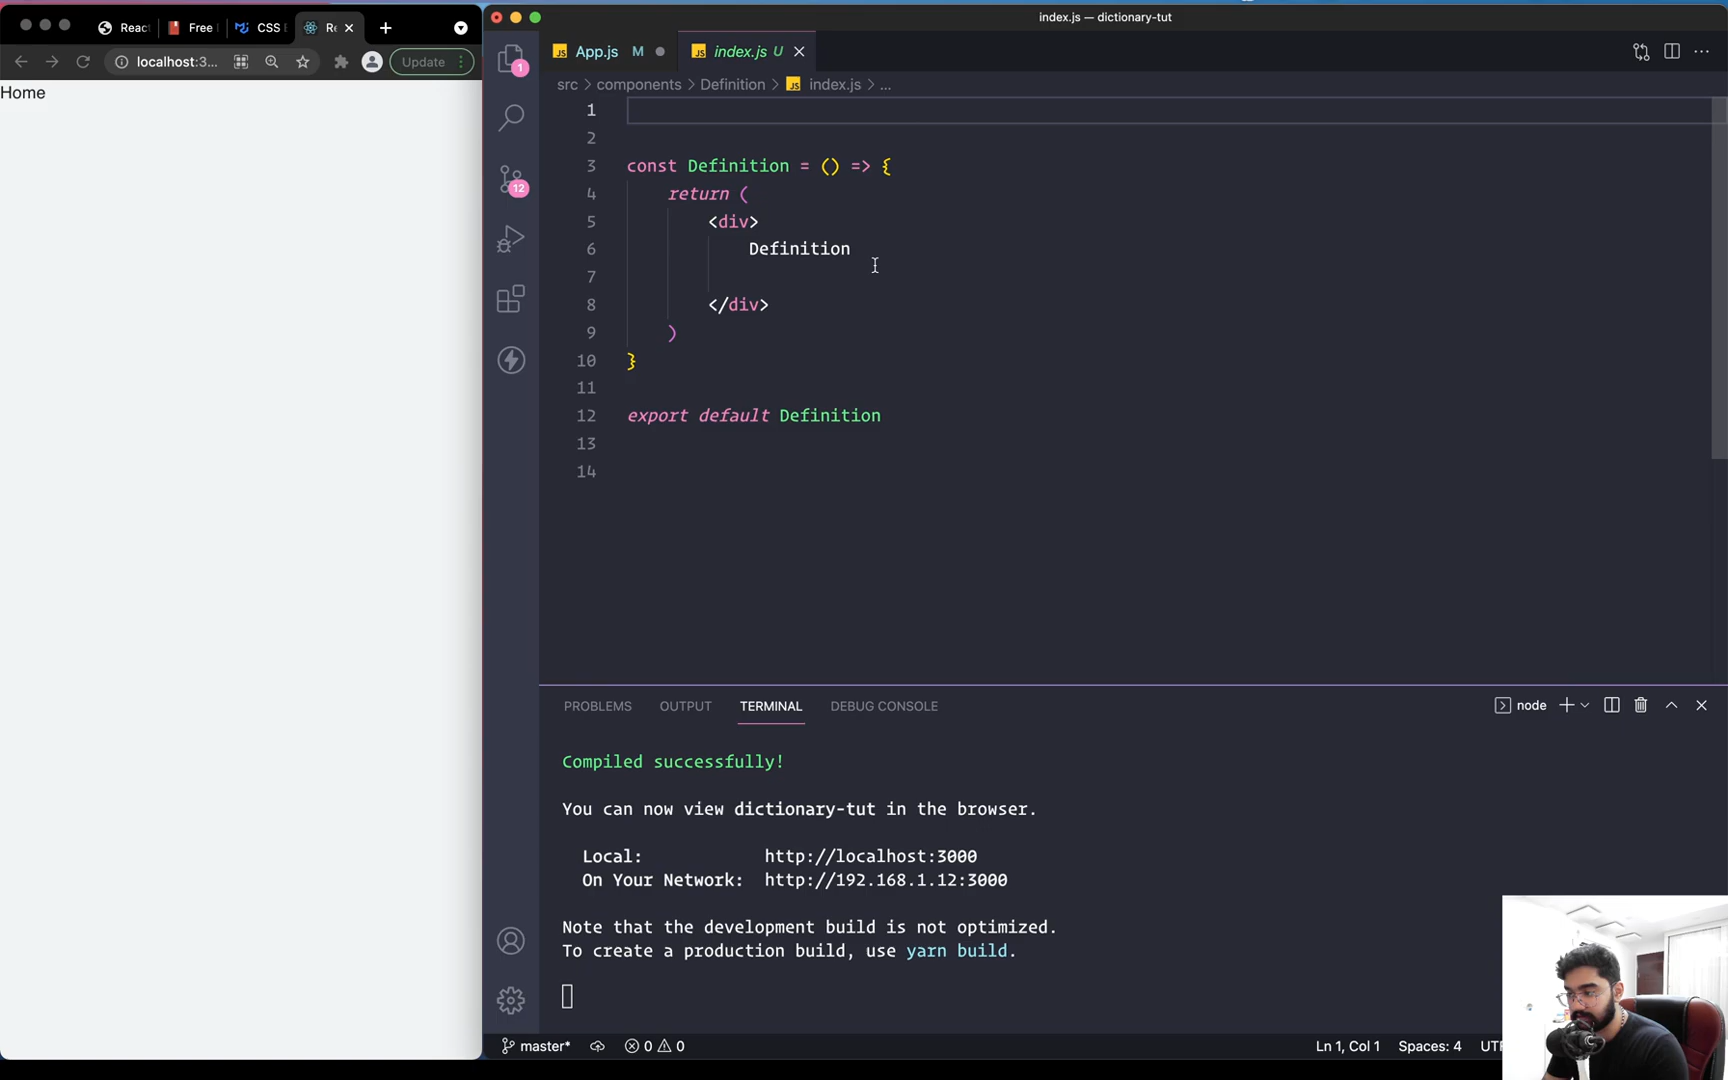 Reac
Free
CSS
Re
localhost:3...
Update
Home
index.js — dictionary-tut
App.js M
index.js U
src > components > Definition > index.js > ...
1
12
1
2
3 const Definition = () => {
4 return (
5 <div>
6 Definition
7
8 </div>
9 )
10 }
11
12 export default Definition
13
14
PROBLEMS OUTPUT TERMINAL DEBUG CONSOLE
node
Compiled successfully!
You can now view dictionary-tut in the browser.
Local: http://localhost:3000
On Your Network: http://192.168.1.12:3000
Note that the development build is not optimized.
To create a production build, use yarn build.
master* 0 0 Ln 1, Col 1 Spaces: 4 UTF